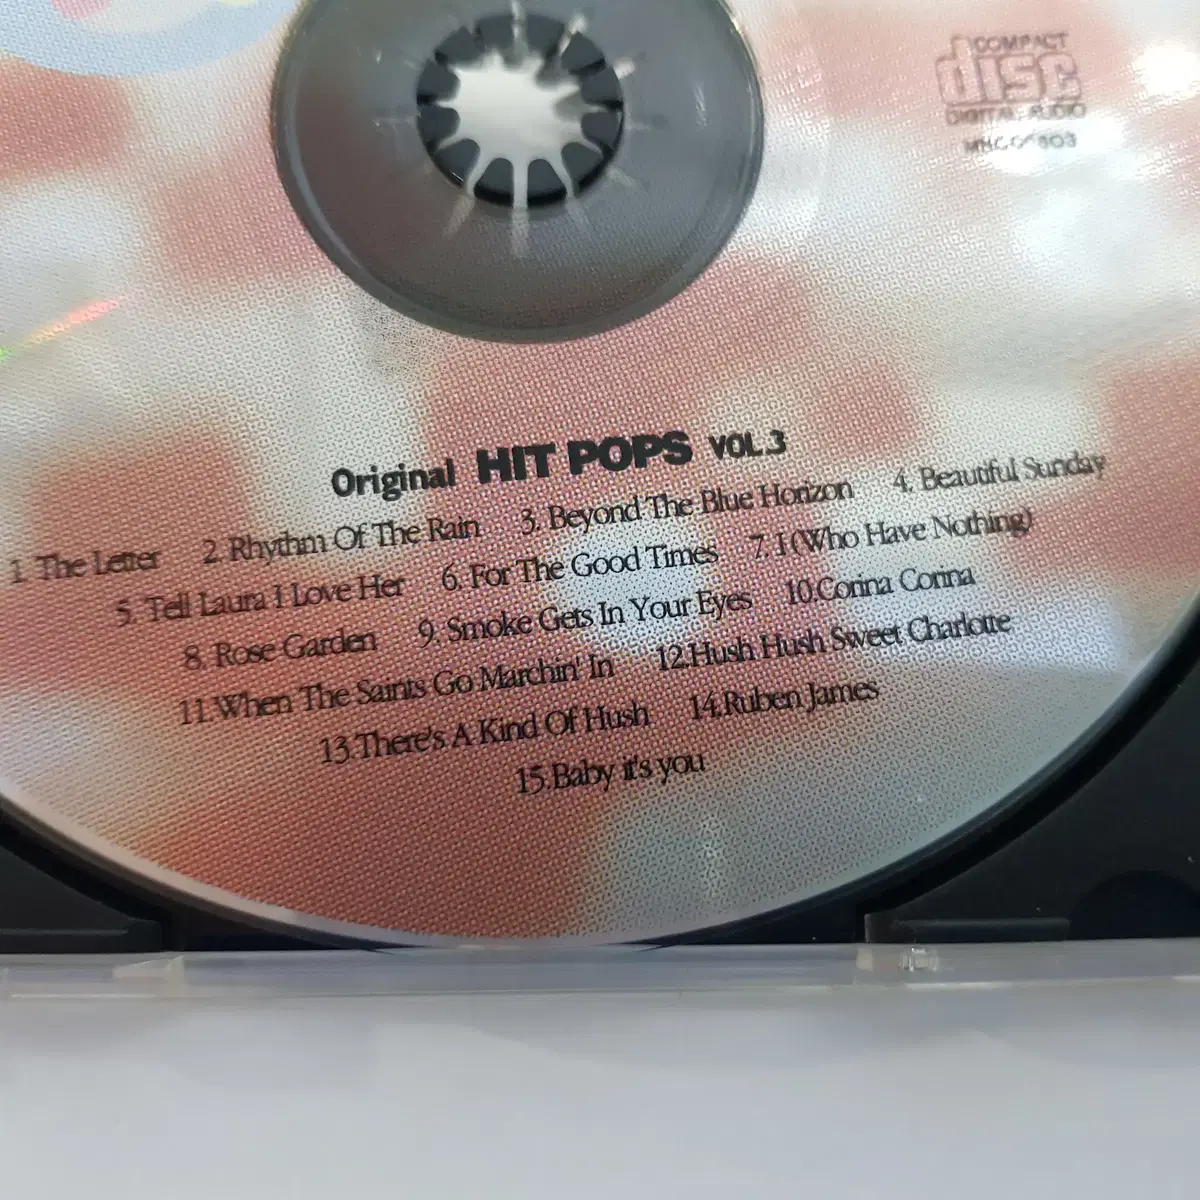 COMPACT
disc
DIGITAL AUDIO
Original HIT POPS VOL.3
1. The Letter 2. Rhythm Of The Rain 3. Beyond The Blue Horizon 4. Beautiful Sunday
5. Tell Laura I Love Her 6. For The Good Times 7. I (Who Have Nothing)
8. Rose Garden 9. Smoke Gets In Your Eyes 10.Corina Corina
11.When The Saints Go Marchin' In 12.Hush Hush Sweet Charlotte
13.There's A Kind Of Hush 14.Ruben James
15.Baby it's you